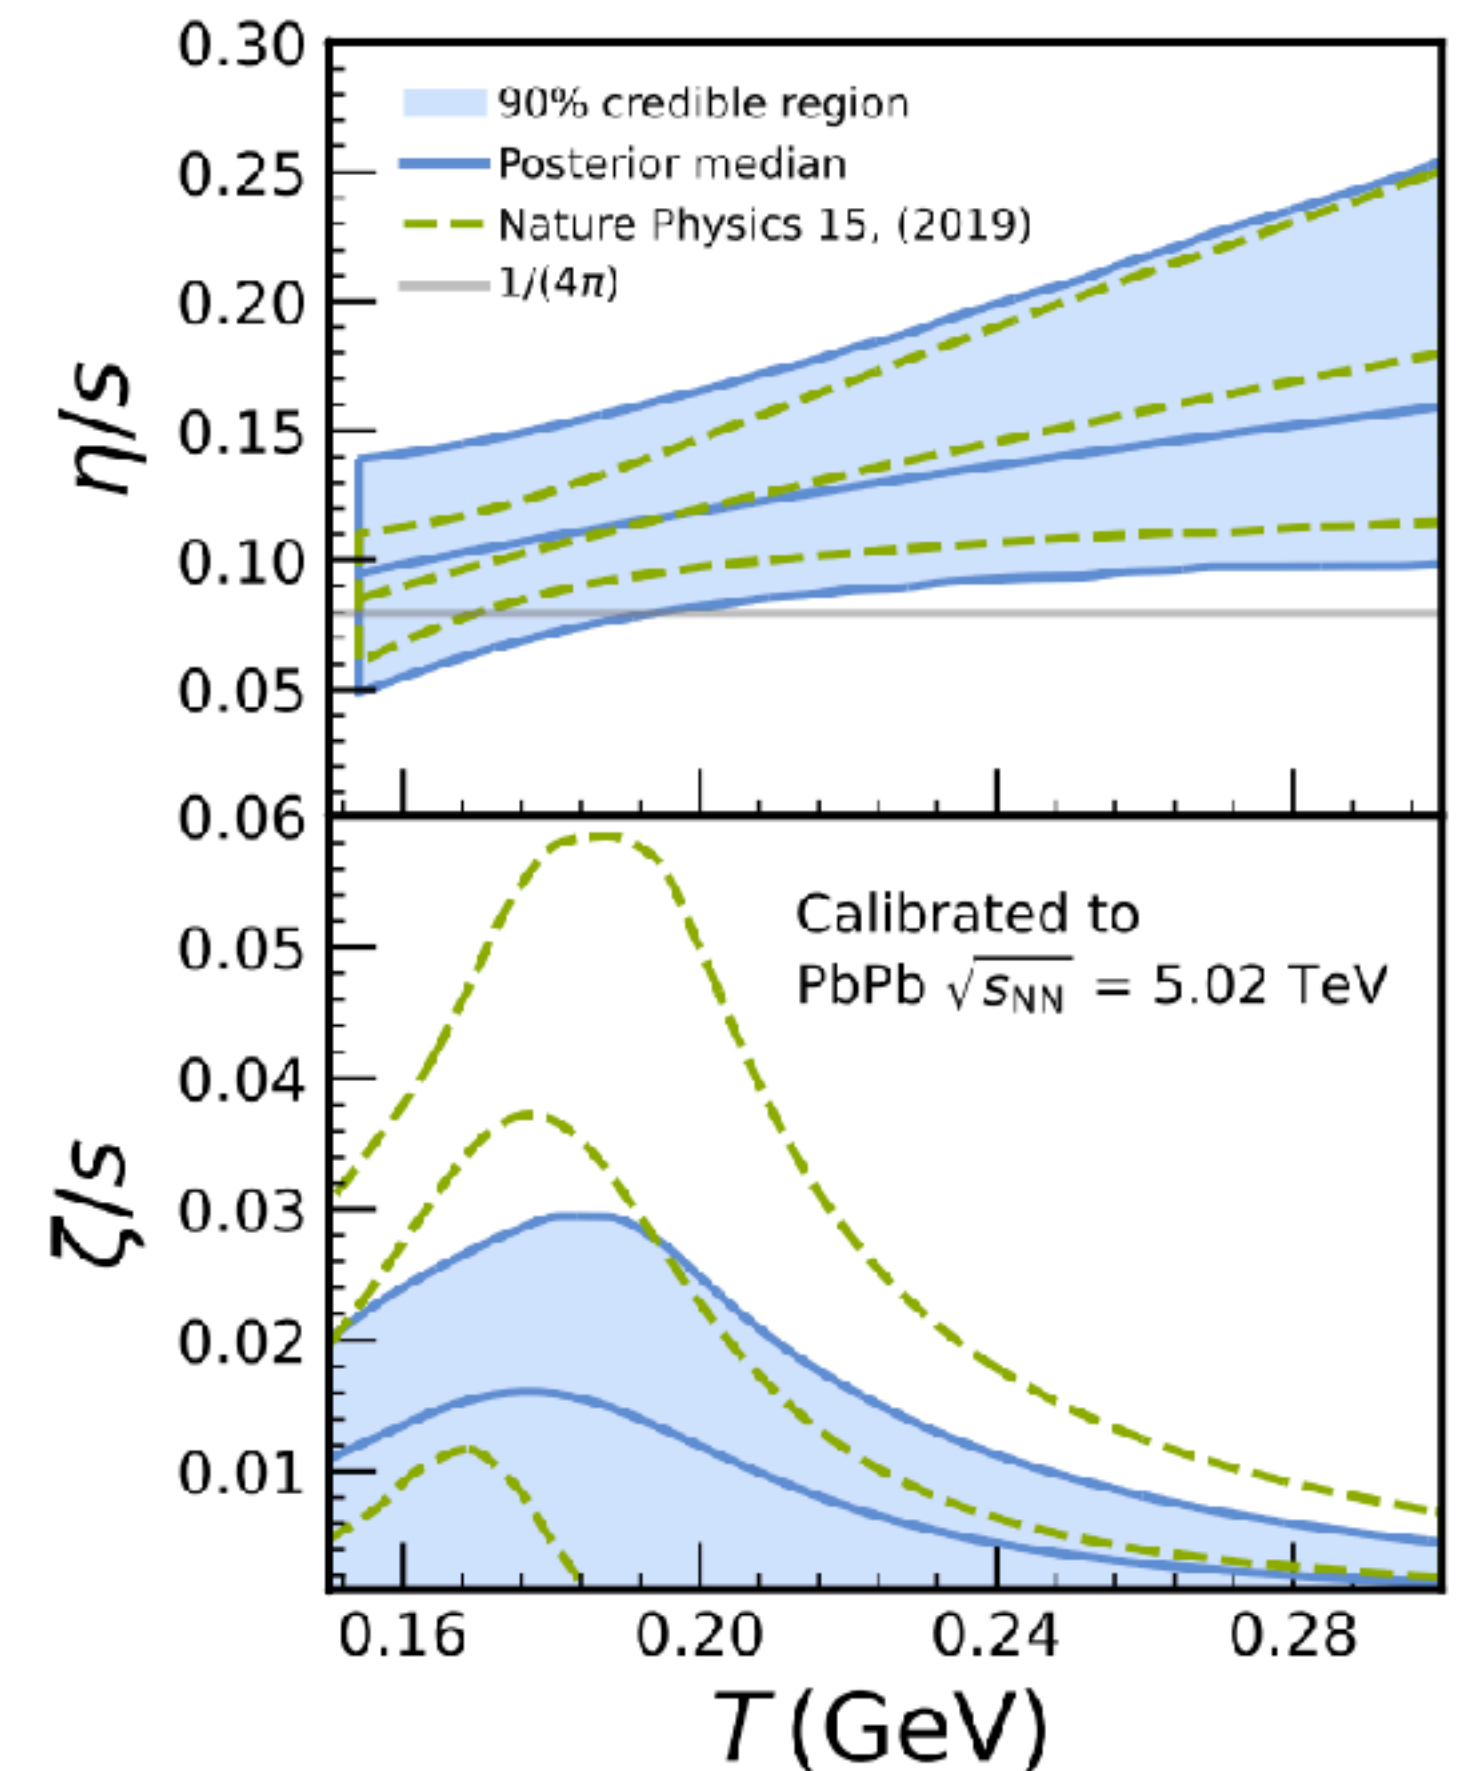 0.30
0.25
0.20
0.15
0.10
0.05
η/s
90% credible region
Posterior median
Nature Physics 15, (2019)
1/(4π)
0.06
0.05
0.04
0.03
0.02
0.01
ζ/s
Calibrated to
PbPb √sNN = 5.02 TeV
0.16 0.20 0.24 0.28
T (GeV)